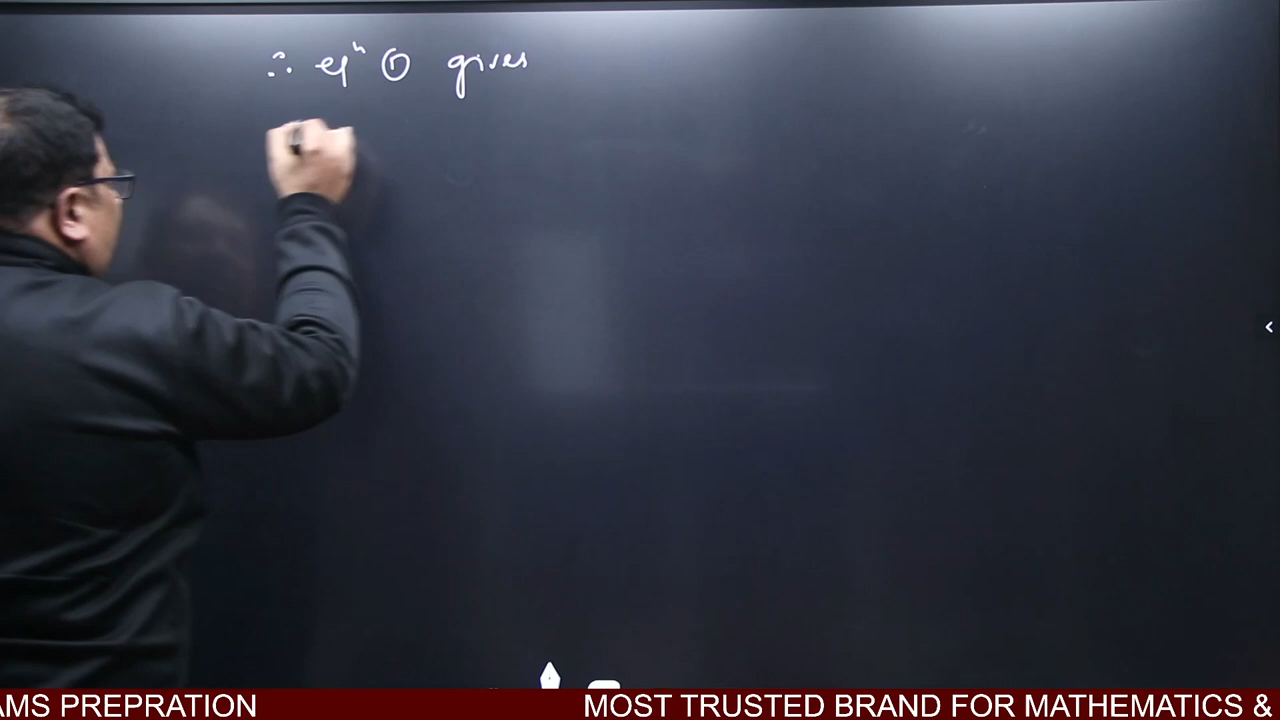 ∴ eqⁿ ① gives
AMS PREPRATION MOST TRUSTED BRAND FOR MATHEMATICS &